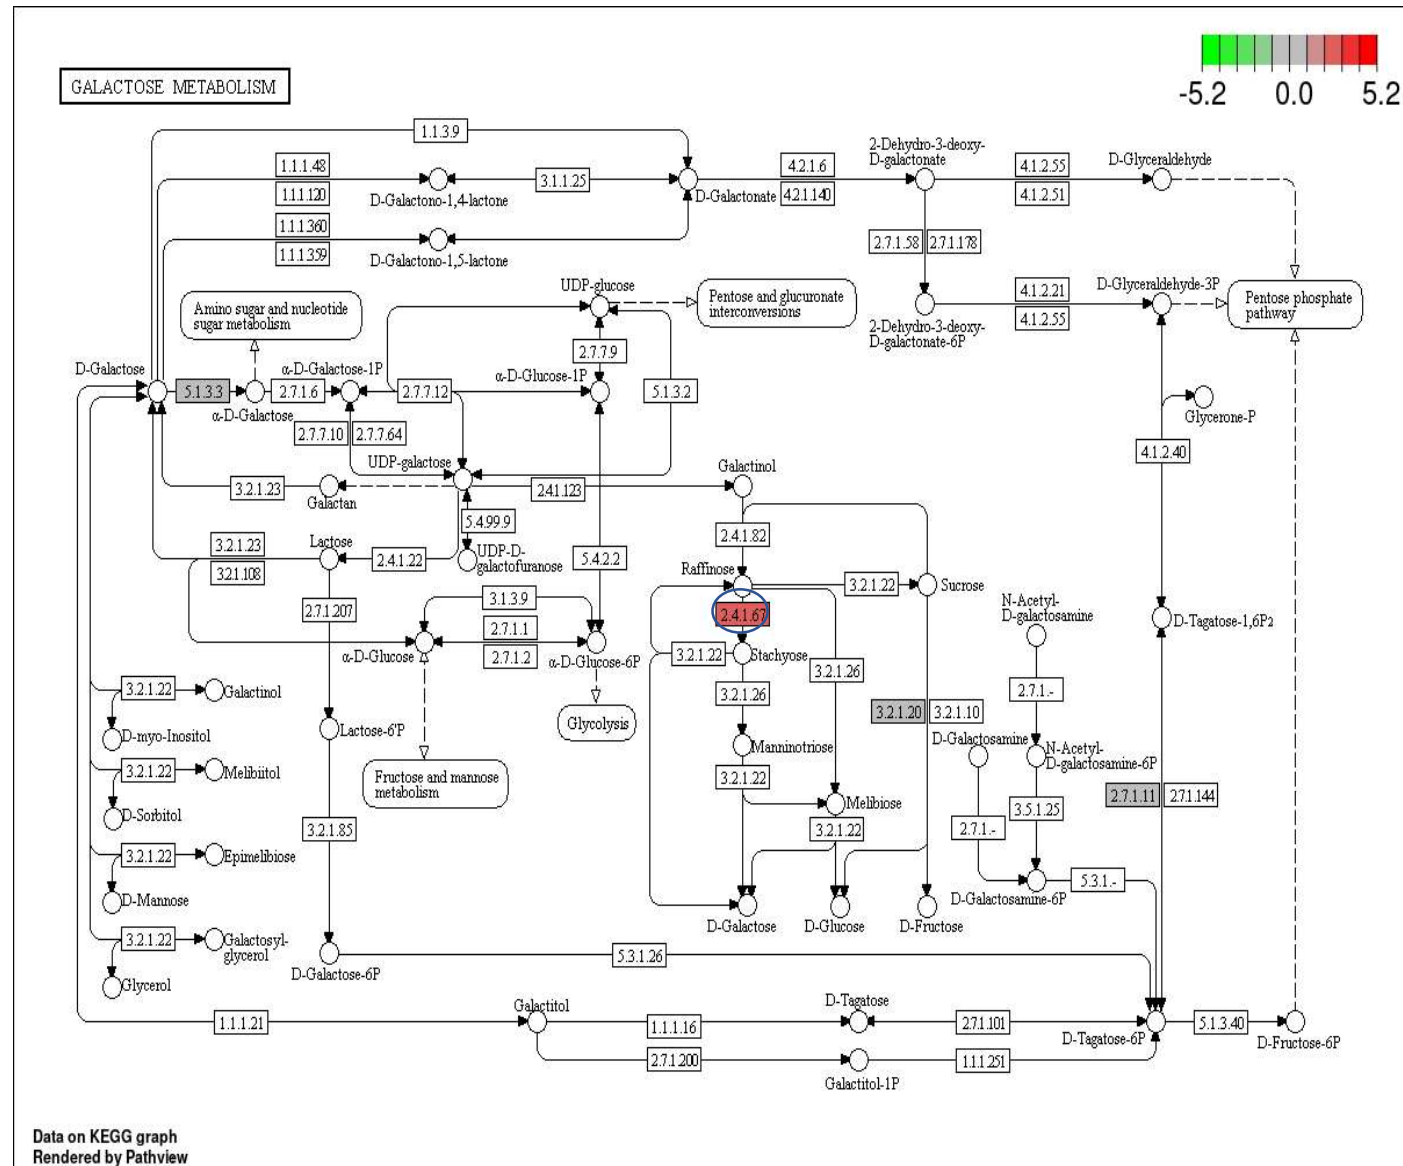 -5.2 0.0 5.2
GALACTOSE METABOLISM
1.1.3.9
1.1.1.48
1.1.1.120
D-Galactono-1,4-lactone
3.1.1.25
D-Galactonate
4.2.1.6
4.2.1.140
2-Dehydro-3-deoxy-
D-galactonate
4.1.2.55
4.1.2.51
D-Glyceraldehyde
1.1.1.360
1.1.1.359
D-Galactono-1,5-lactone
2.7.1.58
2.7.1.178
Amino sugar and nucleotide
sugar metabolism
UDP-glucose
Pentose and glucuronate
interconversions
2-Dehydro-3-deoxy-
D-galactonate-6P
4.1.2.21
4.1.2.55
D-Glyceraldehyde-3P
Pentose phosphate
pathway
2.7.7.9
D-Galactose
5.1.3.3
α-D-Galactose
2.7.1.6
α-D-Galactose-1P
2.7.7.12
α-D-Glucose-1P
5.1.3.2
Glycerone-P
2.7.7.10
2.7.7.64
4.1.2.40
UDP-galactose
3.2.1.23
Galactan
2.4.1.123
Galactinol
5.4.99.9
UDP-D-
galactofuranose
2.4.1.82
3.2.1.23
3.2.1.108
Lactose
2.4.1.22
5.4.2.2
Raffinose
3.2.1.22
Sucrose
2.7.1.207
3.1.3.9
2.7.1.1
2.7.1.2
α-D-Glucose
α-D-Glucose-6P
2.4.1.67
N-Acetyl-
D-galactosamine
D-Tagatose-1,6P2
3.2.1.22
Stachyose
3.2.1.26
3.2.1.26
2.7.1.-
3.2.1.22
Galactinol
D-myo-Inositol
Lactose-6'P
Glycolysis
3.2.1.20
3.2.1.10
Manninotriose
D-Galactosamine
N-Acetyl-
D-galactosamine-6P
3.2.1.22
Melibiitol
D-Sorbitol
Fructose and mannose
metabolism
3.2.1.22
Melibiose
2.7.1.11
2.7.1.144
3.5.1.25
3.2.1.85
3.2.1.22
2.7.1.-
3.2.1.22
Epimelibiose
D-Mannose
D-Galactosamine-6P
5.3.1.-
D-Galactose
D-Glucose
D-Fructose
3.2.1.22
Galactosyl-
glycerol
Glycerol
D-Galactose-6P
5.3.1.26
1.1.1.21
Galactitol
1.1.1.16
D-Tagatose
2.7.1.101
D-Tagatose-6P
5.1.3.40
D-Fructose-6P
2.7.1.200
Galactitol-1P
1.1.1.251
Data on KEGG graph
Rendered by Pathview